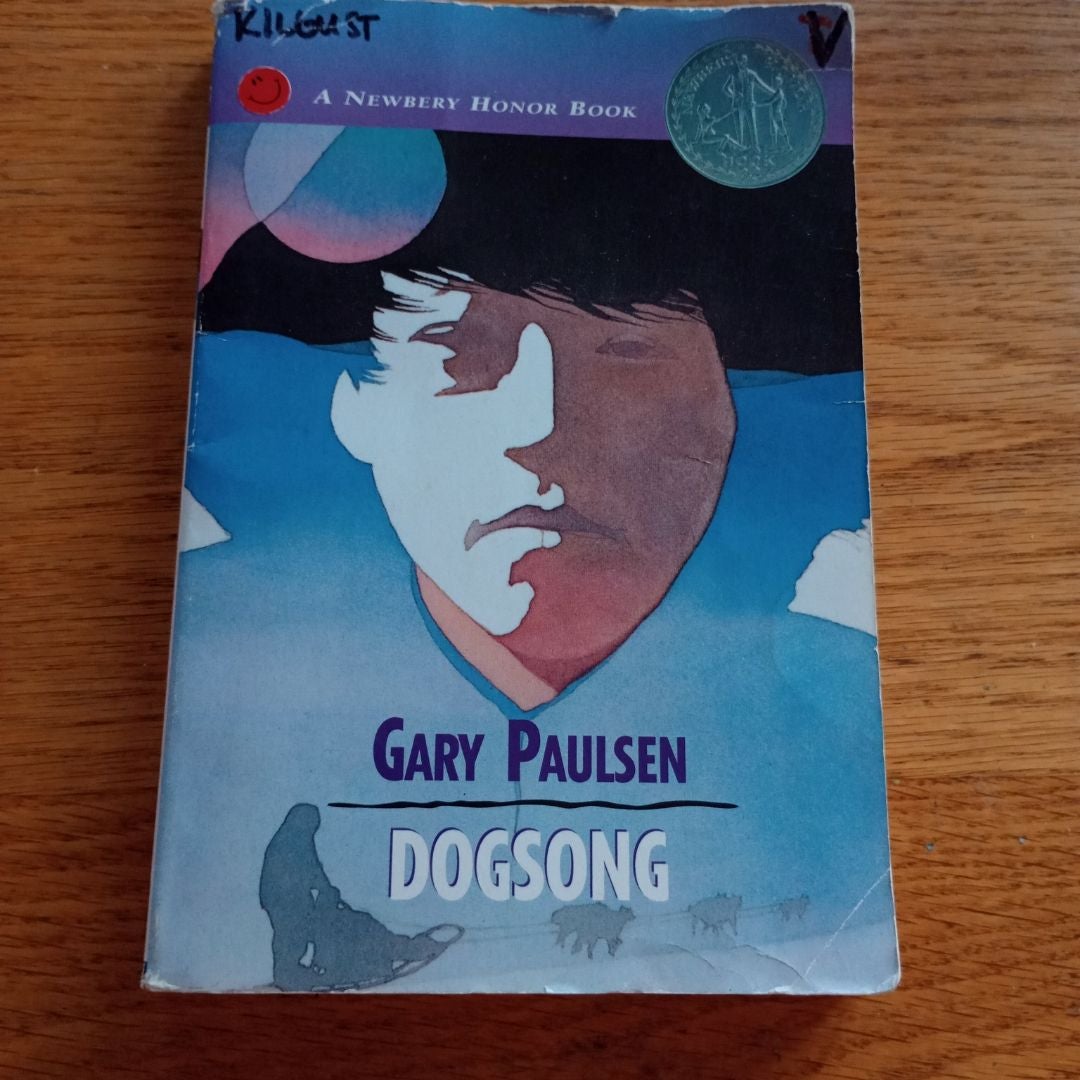 KILGUST
V
A NEWBERY HONOR BOOK
GARY PAULSEN
DOGSONG